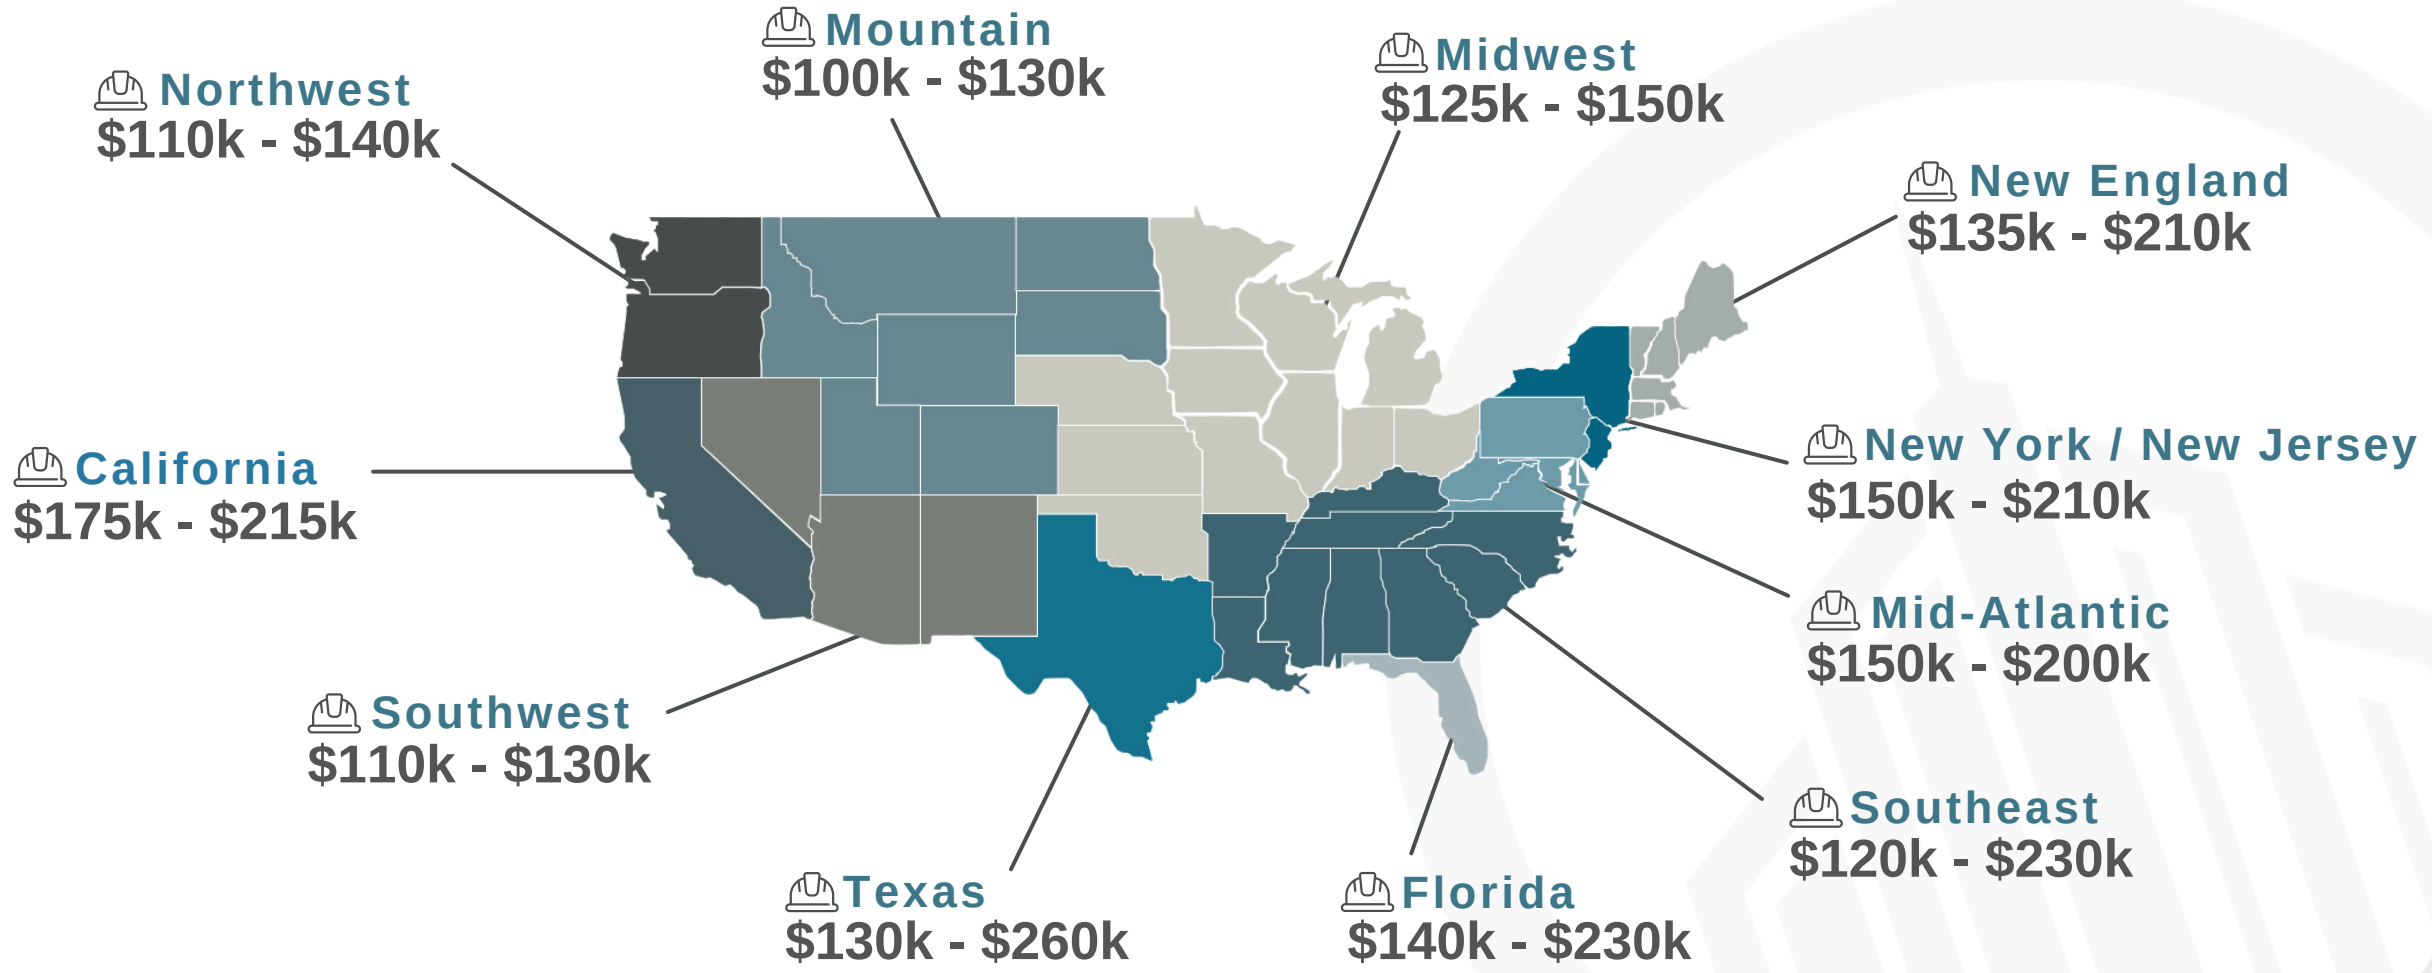 Mountain
$100k - $130k
Midwest
$125k - $150k
Northwest
$110k - $140k
New England
$135k - $210k
New York / New Jersey
$150k - $210k
California
$175k - $215k
Mid-Atlantic
$150k - $200k
Southwest
$110k - $130k
Southeast
$120k - $230k
Texas
$130k - $260k
Florida
$140k - $230k